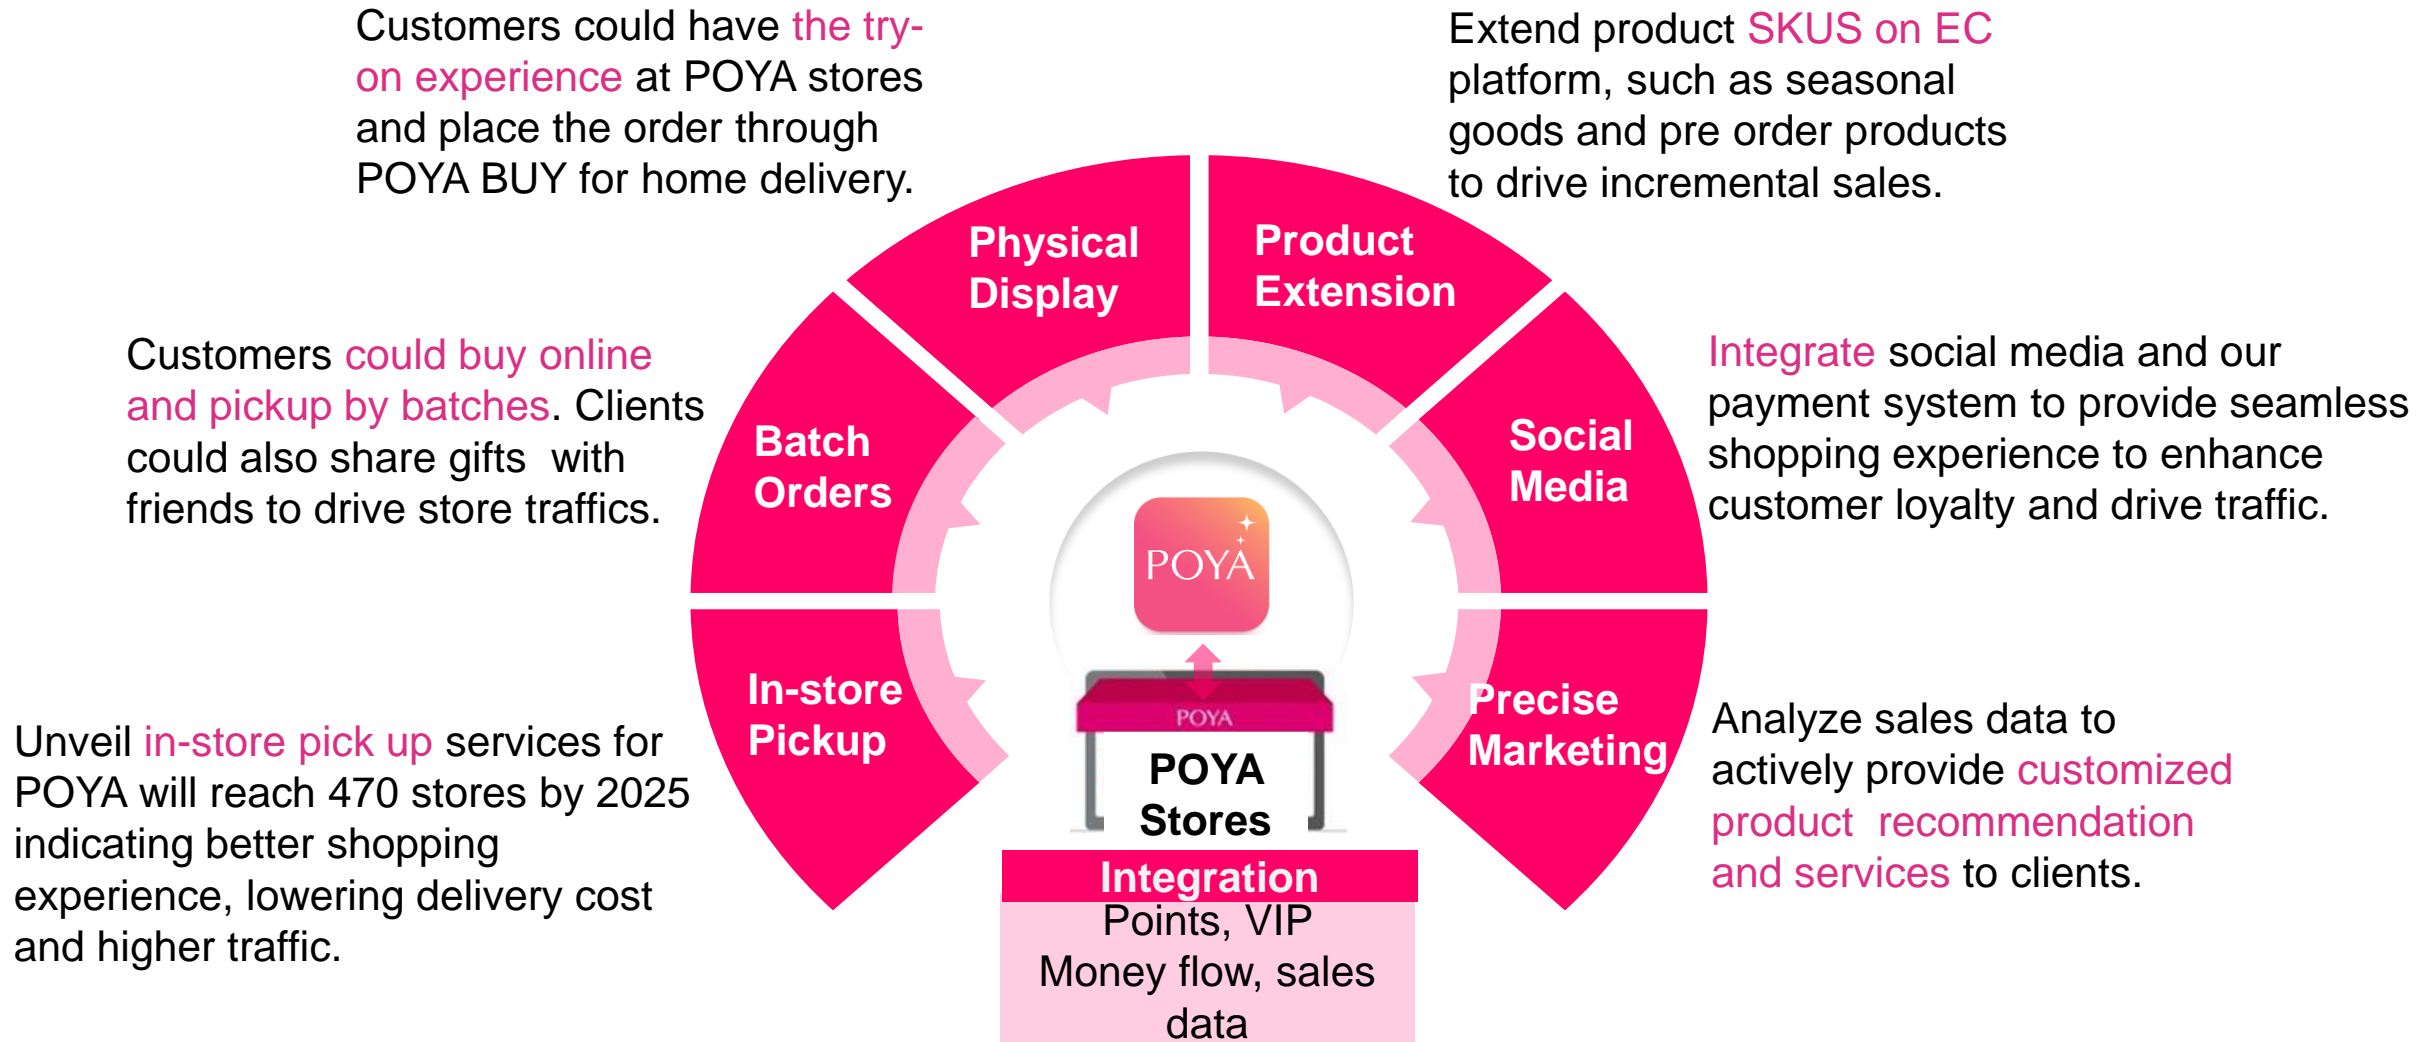 Customers could have the try-
on experience at POYA stores
and place the order through
POYA BUY for home delivery.
Extend product SKUS on EC
platform, such as seasonal
goods and pre order products
to drive incremental sales.
Physical
Display
Product
Extension
Customers could buy online
and pickup by batches. Clients
could also share gifts  with
friends to drive store traffics.
Batch
Orders
Social
Media
Integrate social media and our
payment system to provide seamless
shopping experience to enhance
customer loyalty and drive traffic.
POYA
In-store
Pickup
Unveil in-store pick up services for
POYA will reach 470 stores by 2025
indicating better shopping
experience, lowering delivery cost
and higher traffic.
POYA
POYA
Stores
Precise
Marketing
Analyze sales data to
actively provide customized
product  recommendation
and services to clients.
Integration
Points, VIP
Money flow, sales
data